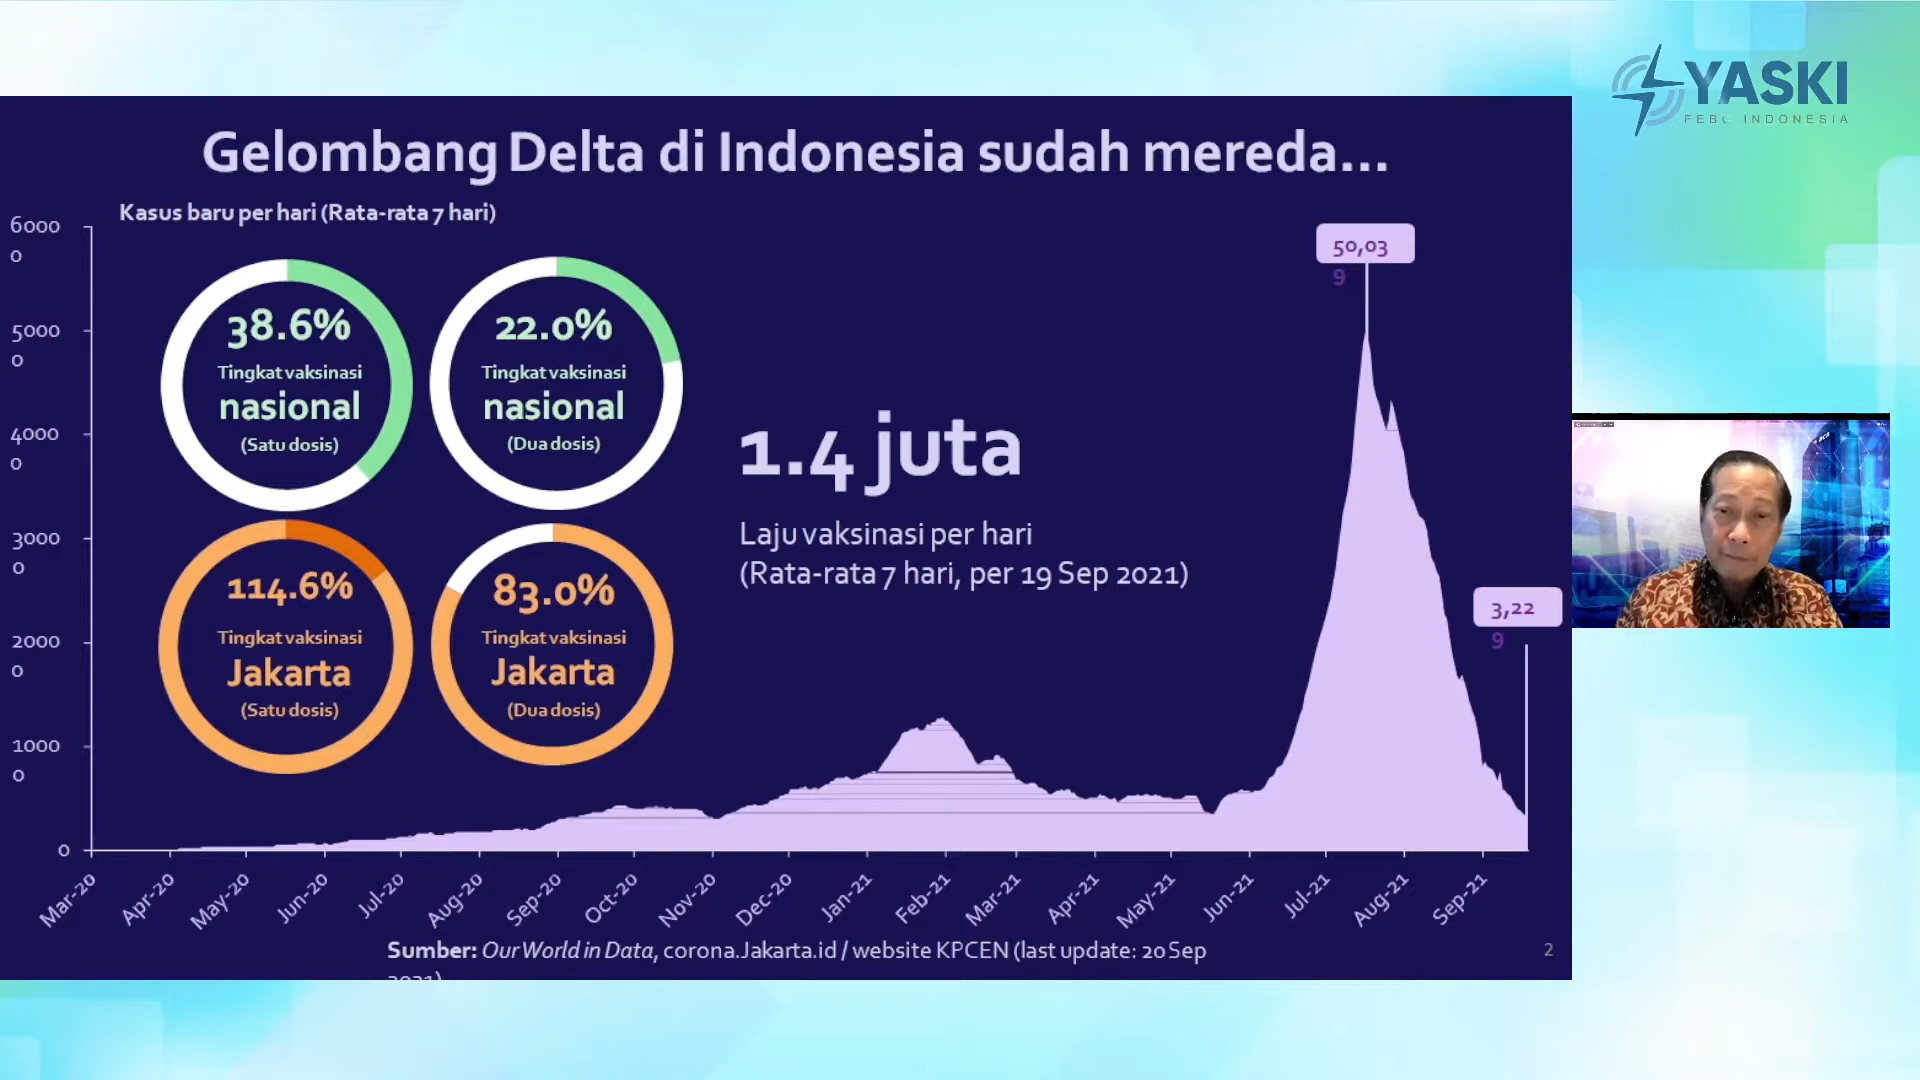 YASKI
FEBC INDONESIA
Gelombang Delta di Indonesia sudah mereda...
Kasus baru per hari (Rata-rata 7 hari)
6000
0
5000
0
4000
0
3000
0
2000
0
1000
0
0
38.6%
Tingkat vaksinasi
nasional
(Satu dosis)
22.0%
Tingkat vaksinasi
nasional
(Dua dosis)
114.6%
Tingkat vaksinasi
Jakarta
(Satu dosis)
83.0%
Tingkat vaksinasi
Jakarta
(Dua dosis)
1.4 juta
Laju vaksinasi per hari
(Rata-rata 7 hari, per 19 Sep 2021)
50,03
9
3,22
9
Mar-20
Apr-20
May-20
Jun-20
Jul-20
Aug-20
Sep-20
Oct-20
Nov-20
Dec-20
Jan-21
Feb-21
Mar-21
Apr-21
May-21
Jun-21
Jul-21
Aug-21
Sep-21
Sumber: Our World in Data, corona.Jakarta.id / website KPCEN (last update: 20 Sep
2021)
2